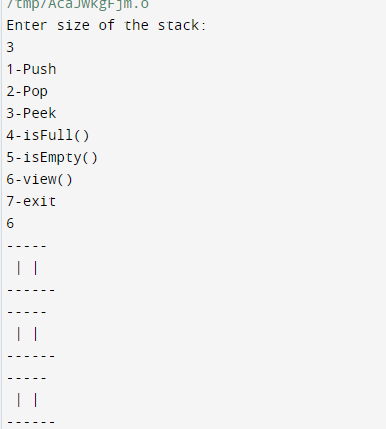 /tmp/AcaJwkgFjm.o
Enter size of the stack:
3
1-Push
2-Pop
3-Peek
4-isFull()
5-isEmpty()
6-view()
7-exit
6
-----
 | |
------
-----
 | |
------
-----
 | |
------